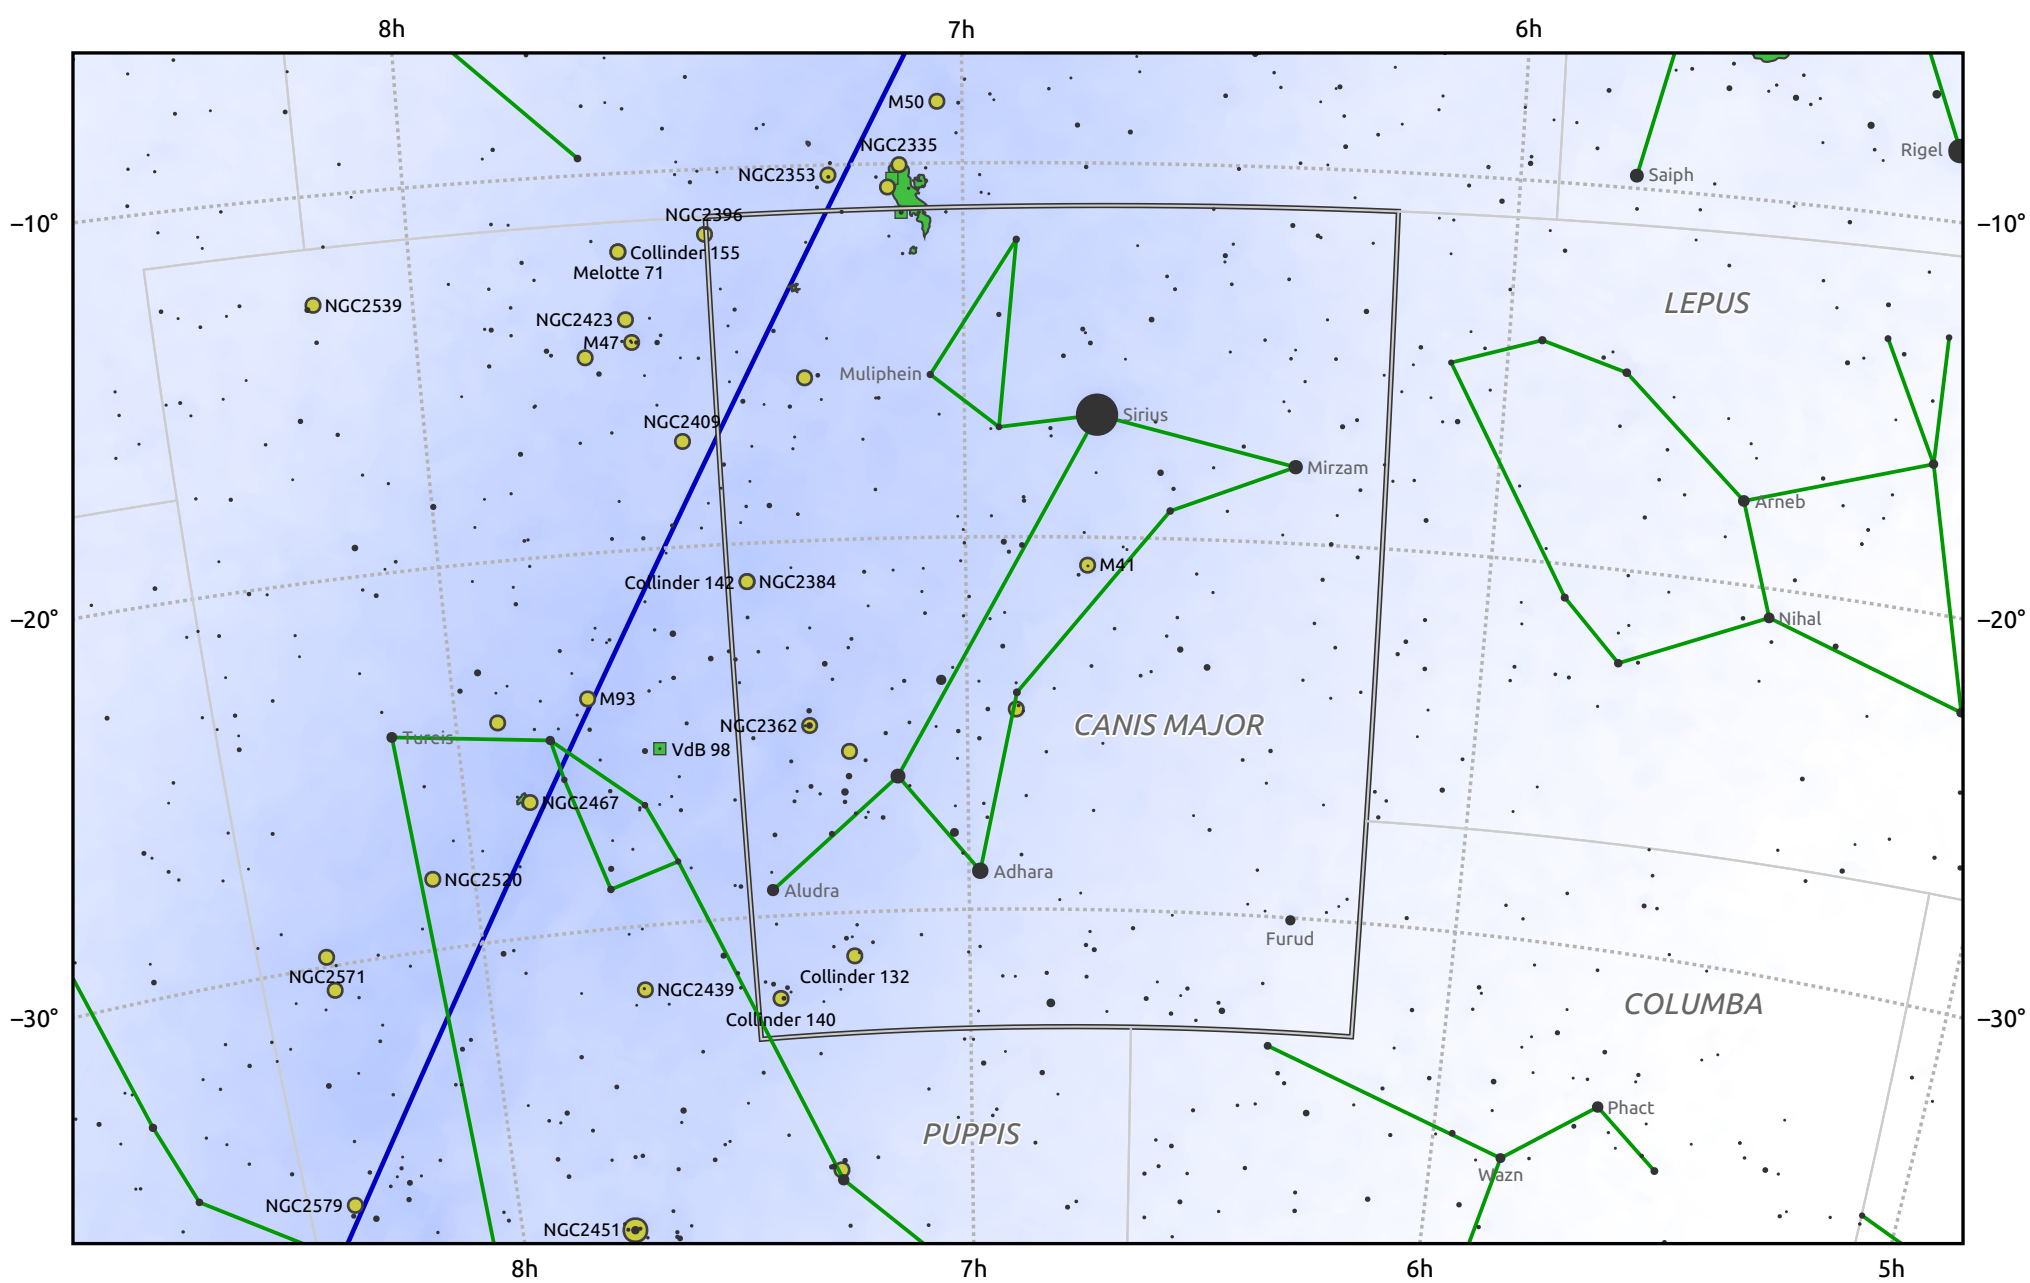 8h
7h
6h
M50
NGC2335
Rigel
NGC2353
Saiph
NGC2396
–10°
–10°
Collinder 155
Melotte 71
NGC2539
LEPUS
NGC2423
M47
Muliphein
Sirius
NGC2409
Mirzam
Arneb
M41
Collinder 142
NGC2384
–20°
–20°
Nihal
M93
NGC2362
CANIS MAJOR
Tureis
VdB 98
NGC2467
Adhara
NGC2520
Aludra
Furud
NGC2571
Collinder 132
NGC2439
COLUMBA
–30°
–30°
Collinder 140
Phact
PUPPIS
Wazn
NGC2579
NGC2451
8h
7h
6h
5h